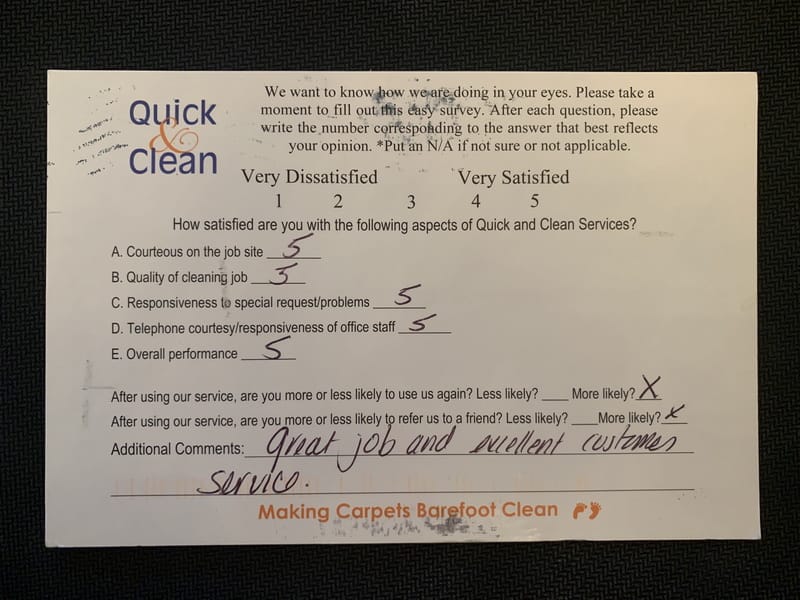 Quick
&
Clean
We want to know how we are doing in your eyes. Please take a
moment to fill out this easy survey. After each question, please
write the number corresponding to the answer that best reflects
your opinion. *Put an N/A if not sure or not applicable.
Very Dissatisfied Very Satisfied
1 2 3 4 5
How satisfied are you with the following aspects of Quick and Clean Services?
A. Courteous on the job site 5
B. Quality of cleaning job 5
C. Responsiveness to special request/problems 5
D. Telephone courtesy/responsiveness of office staff 5
E. Overall performance 5
After using our service, are you more or less likely to use us again? Less likely? ____ More likely? X
After using our service, are you more or less likely to refer us to a friend? Less likely? ____ More likely? X
Additional Comments: great job and excellent customer
service.
Making Carpets Barefoot Clean